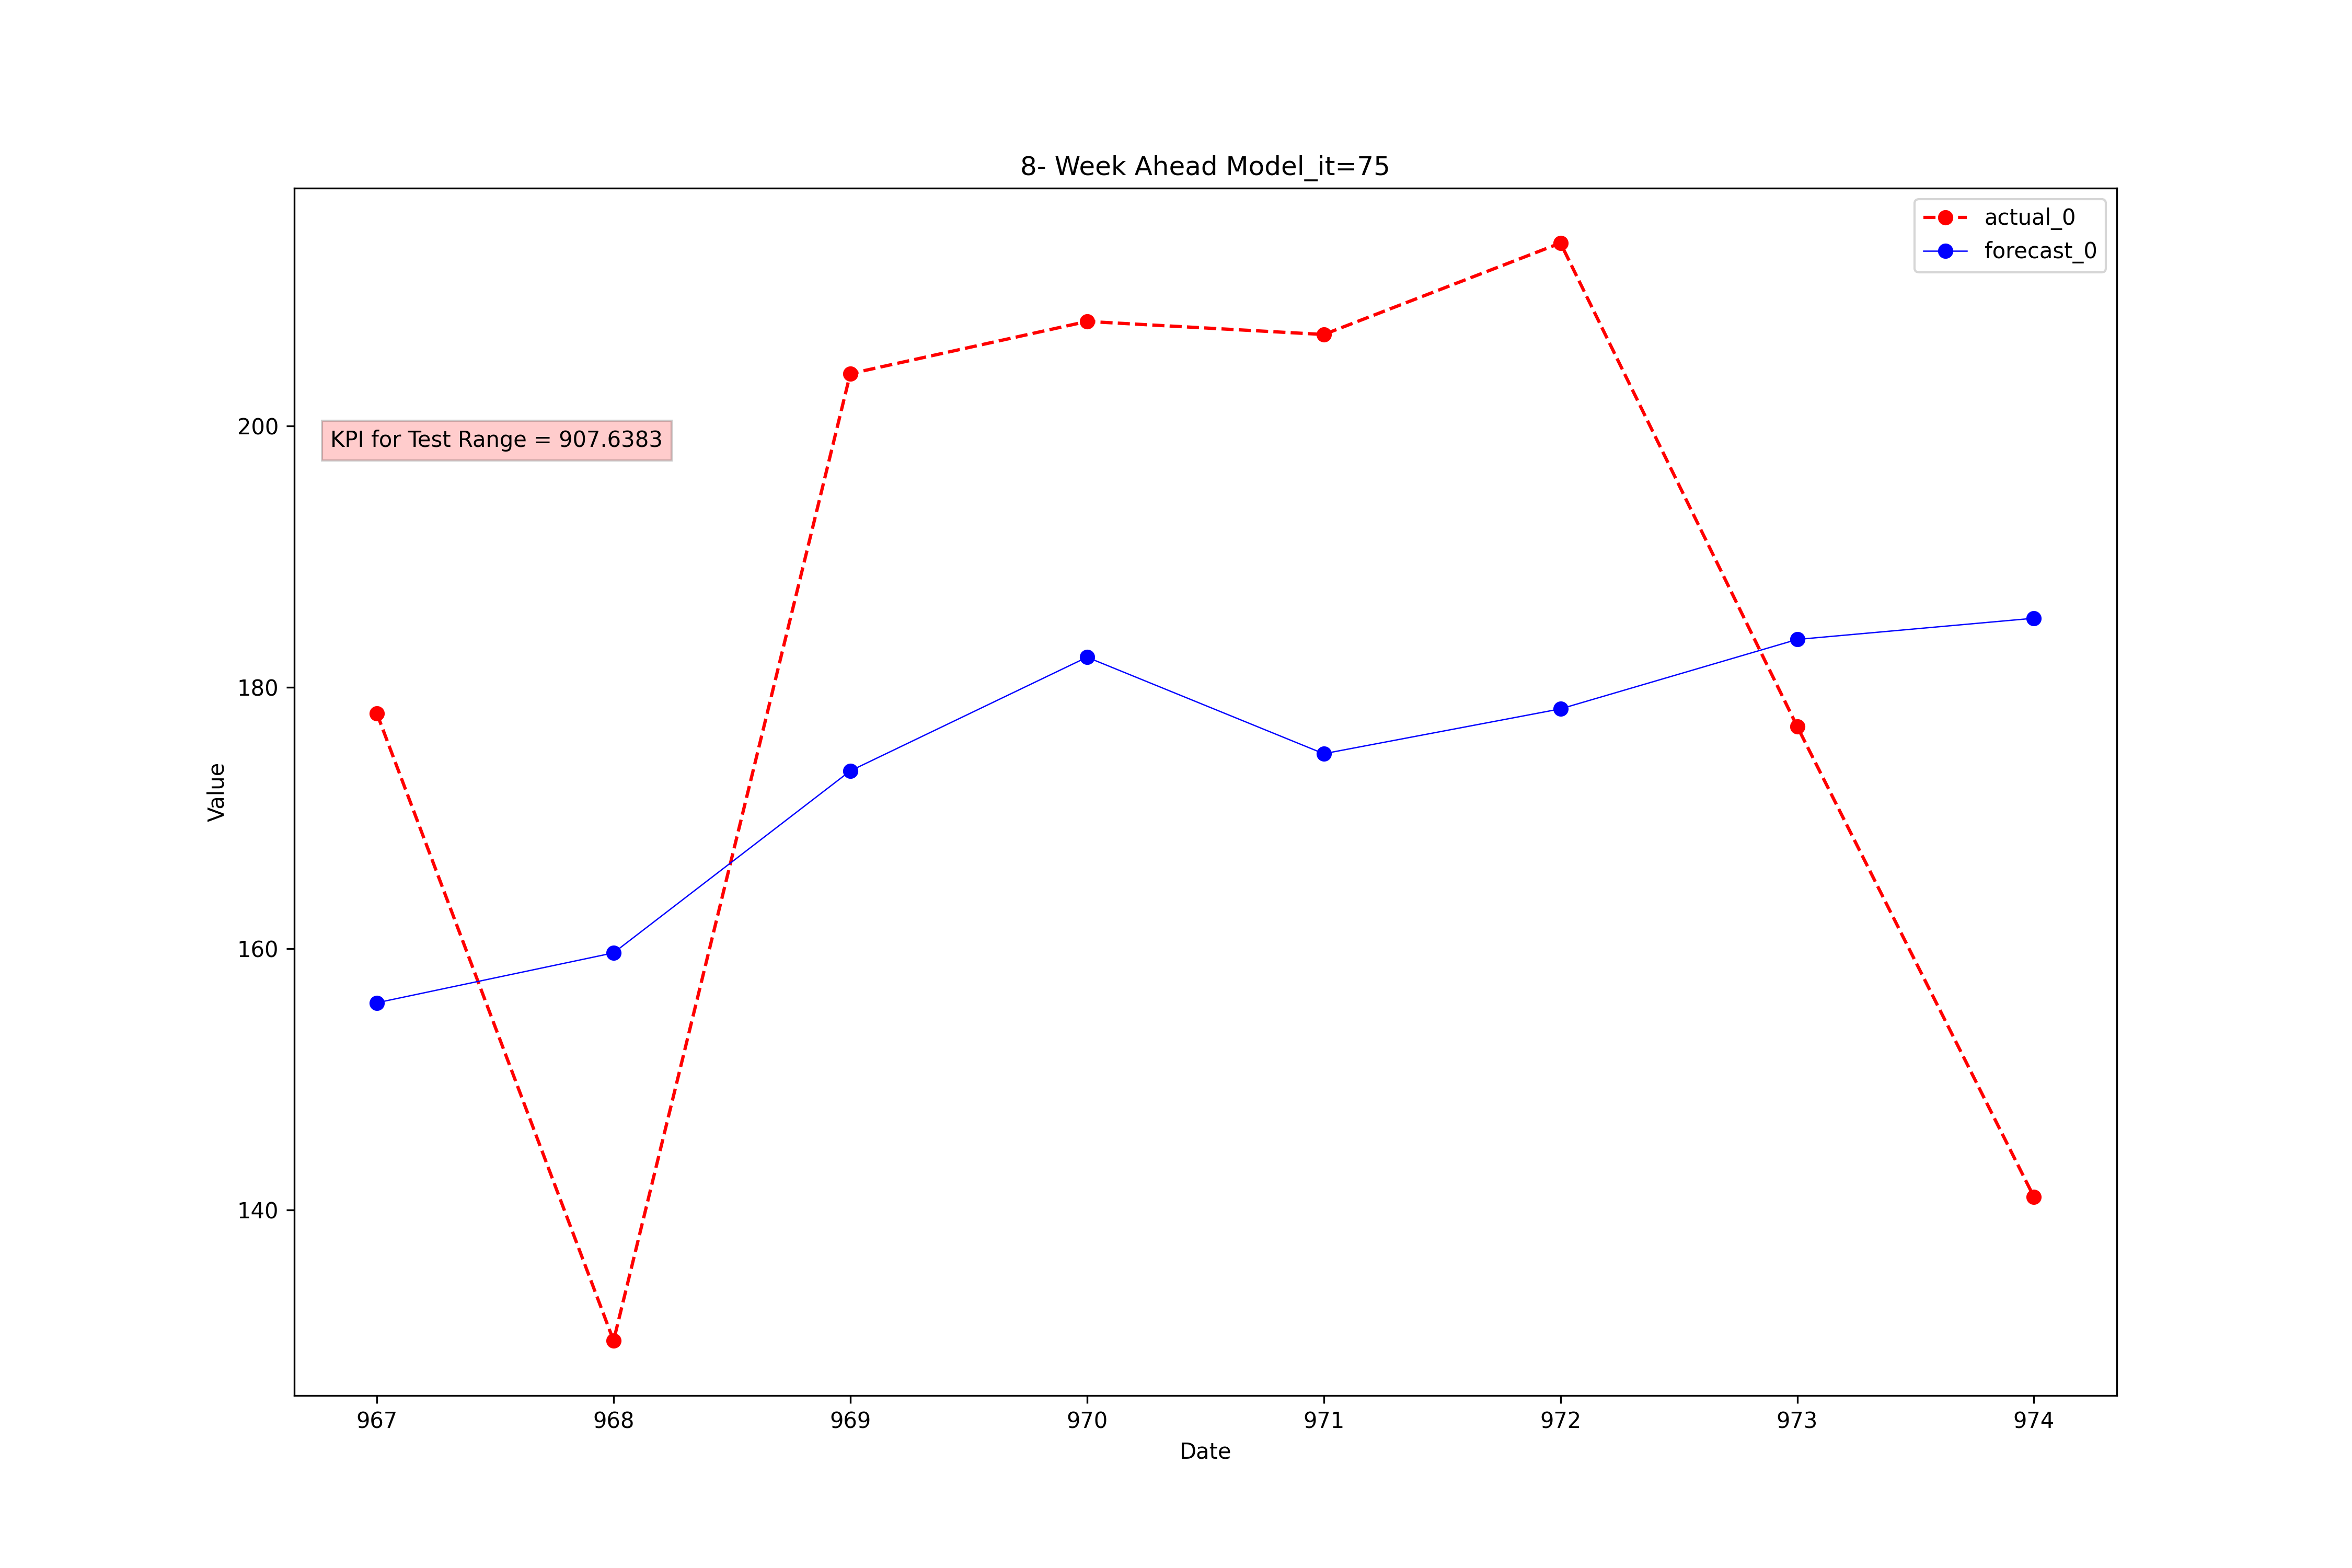 8- Week Ahead Model_it=75
actual_0
forecast_0
KPI for Test Range = 907.6383
Value
200
180
160
140
967
968
969
970
971
972
973
974
Date